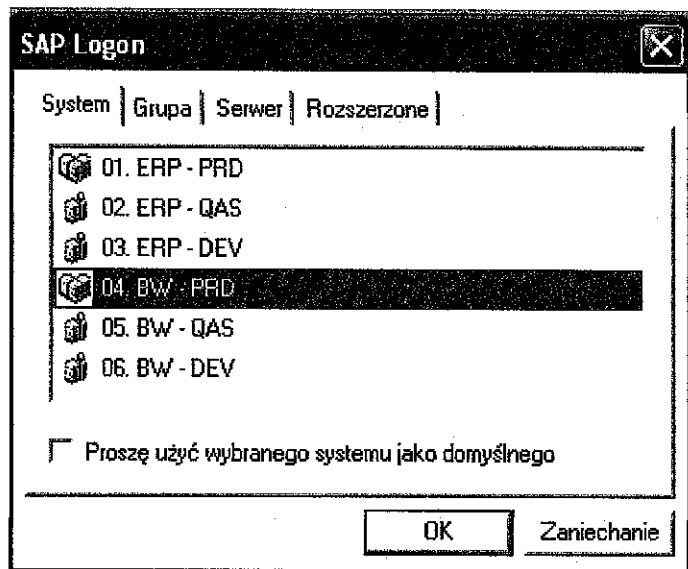 SAP Logon
System Grupa Serwer Rozszerzone
01. ERP - PRD
02. ERP - QAS
03. ERP - DEV
04. BW - PRD
05. BW - QAS
06. BW - DEV
Proszę użyć wybranego systemu jako domyślnego
OK Zaniechanie